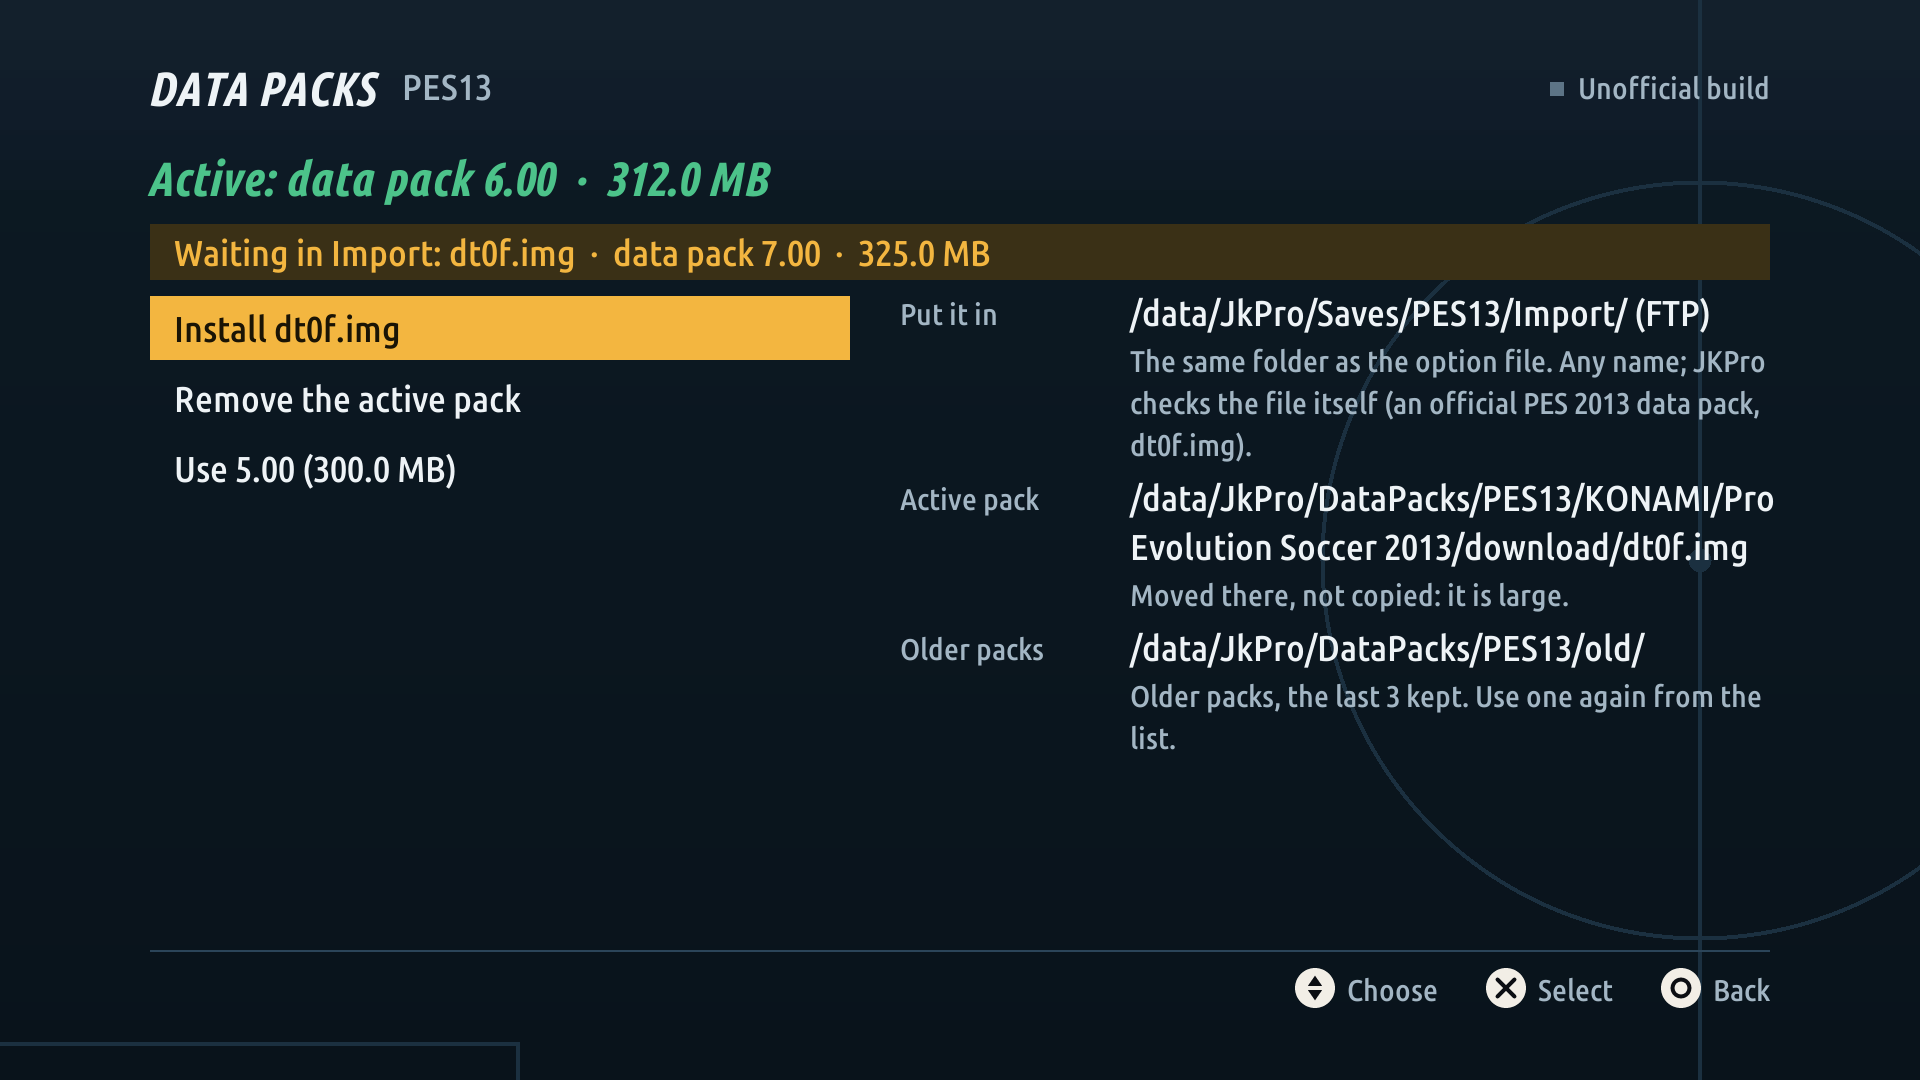 DATA PACKS PES13
Unofficial build
Active: data pack 6.00 · 312.0 MB
Waiting in Import: dt0f.img · data pack 7.00 · 325.0 MB
Install dt0f.img
Remove the active pack
Use 5.00 (300.0 MB)
Put it in
/data/JkPro/Saves/PES13/Import/ (FTP)
The same folder as the option file. Any name; JKPro
checks the file itself (an official PES 2013 data pack,
dt0f.img).
Active pack
/data/JkPro/DataPacks/PES13/KONAMI/Pro
Evolution Soccer 2013/download/dt0f.img
Moved there, not copied: it is large.
Older packs
/data/JkPro/DataPacks/PES13/old/
Older packs, the last 3 kept. Use one again from the
list.
Choose
Select
Back